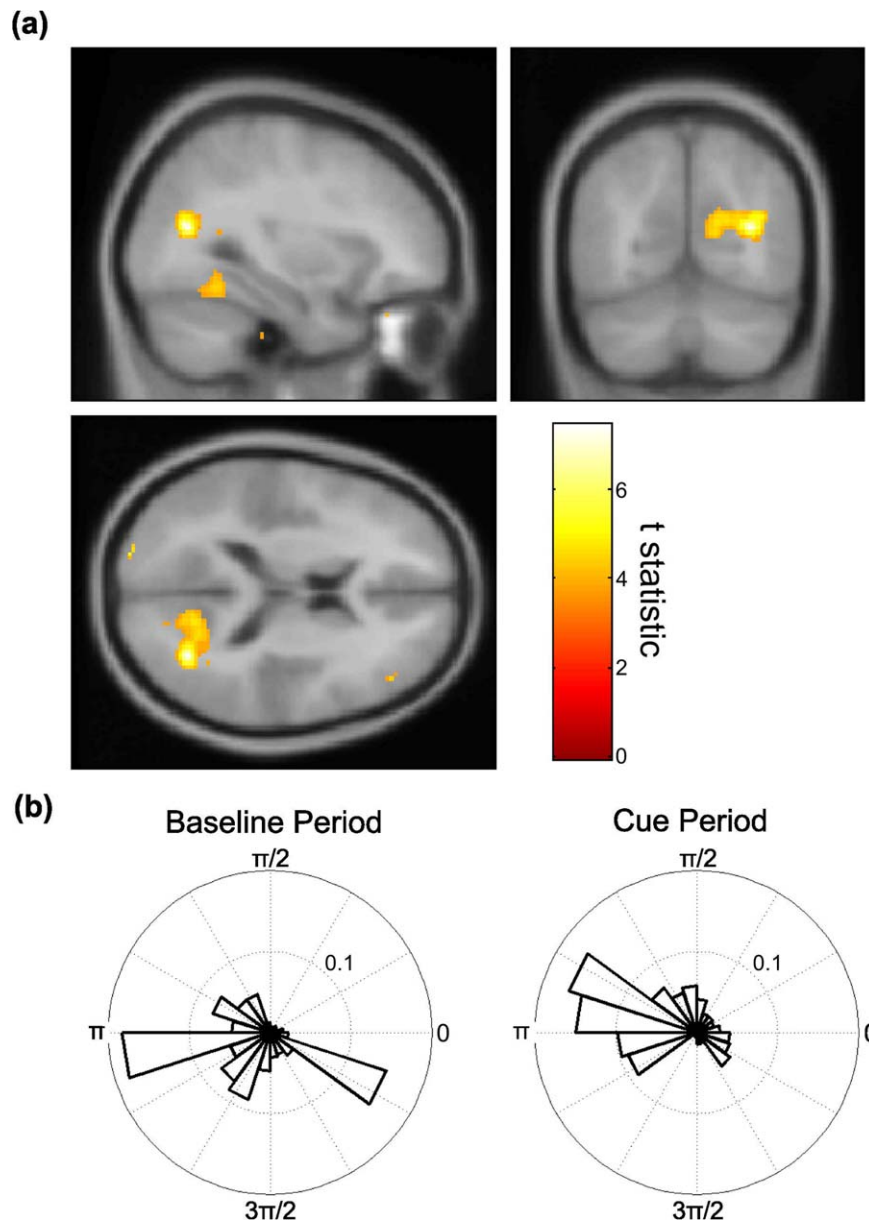 (a)
6
4
2
0
t statistic
(b)
Baseline Period
π/2
0.1
π
0
3π/2
Cue Period
π/2
0.1
π
0
3π/2